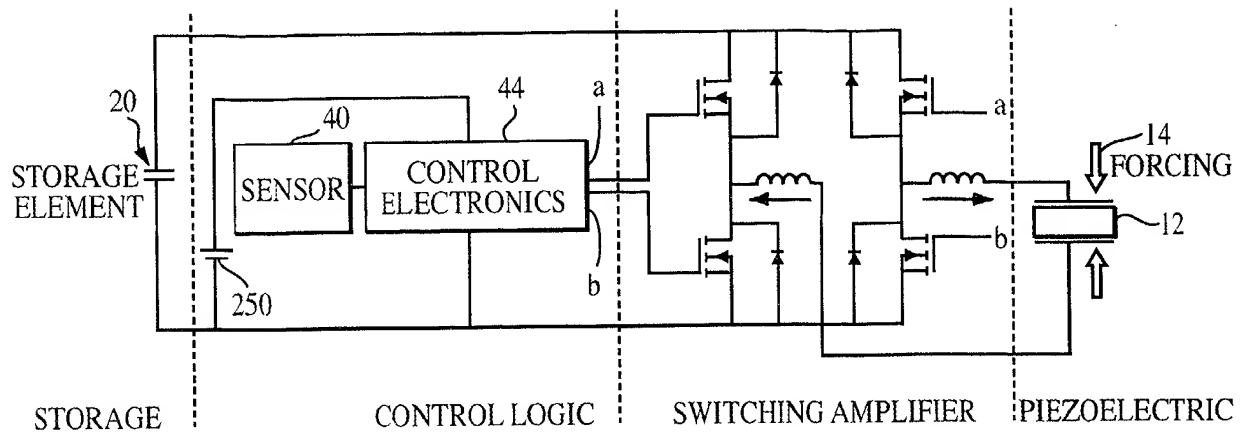 20
STORAGE
ELEMENT
250
40
SENSOR
44
CONTROL
ELECTRONICS
a
b
a
b
14
FORCING
12
STORAGE
CONTROL LOGIC
SWITCHING AMPLIFIER
PIEZOELECTRIC